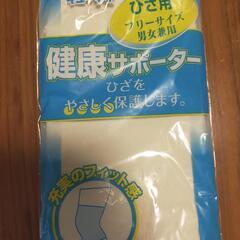 ひざ用
フリーサイズ
男女兼用
健康サポーター
ひざを
やさしく保護します。
充実のフィット感